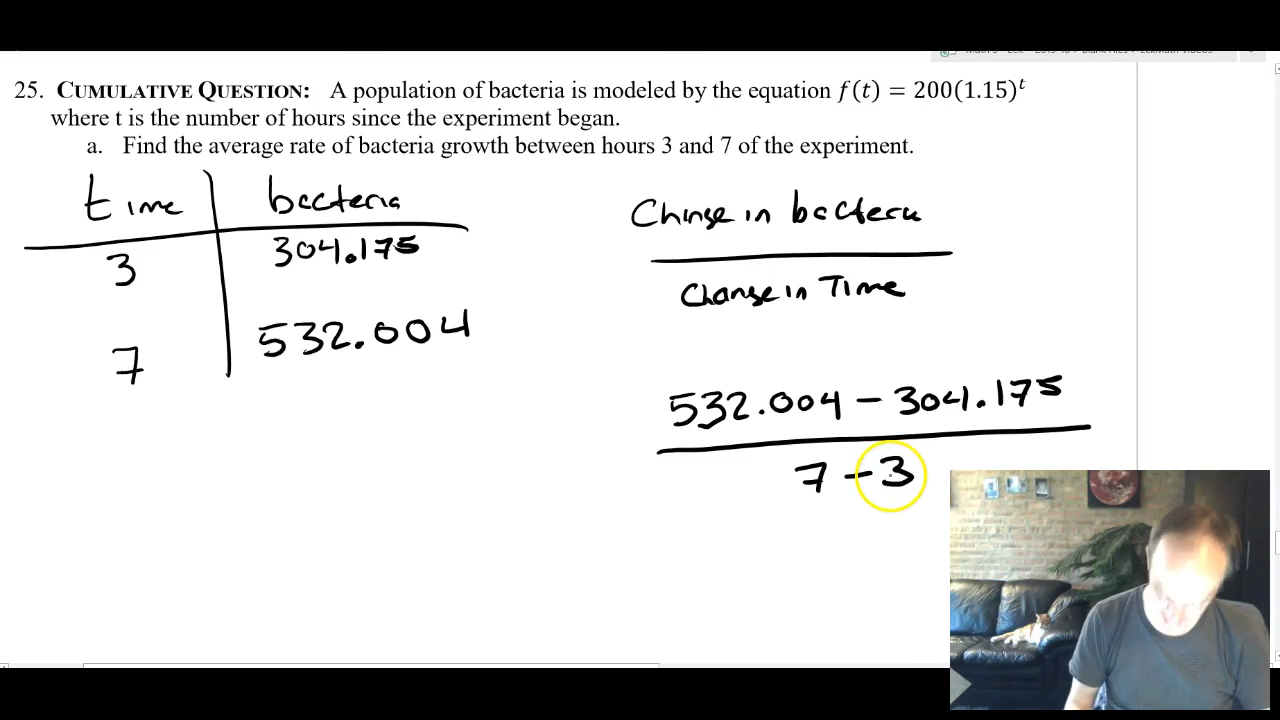 25. CUMULATIVE QUESTION: A population of bacteria is modeled by the equation f(t) = 200(1.15)^t
where t is the number of hours since the experiment began.
a. Find the average rate of bacteria growth between hours 3 and 7 of the experiment.
time bacteria
3 304.175
7 532.004
Change in bacteria
Change in Time
532.004 - 304.175
7 - 3